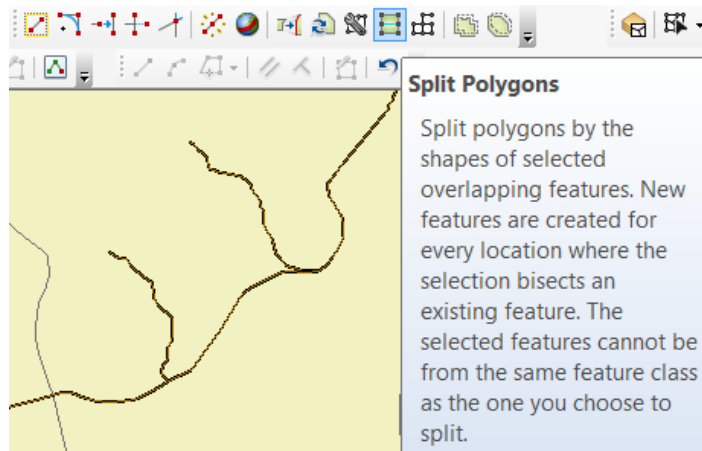 Split Polygons
Split polygons by the
shapes of selected
overlapping features. New
features are created for
every location where the
selection bisects an
existing feature. The
selected features cannot be
from the same feature class
as the one you choose to
split.